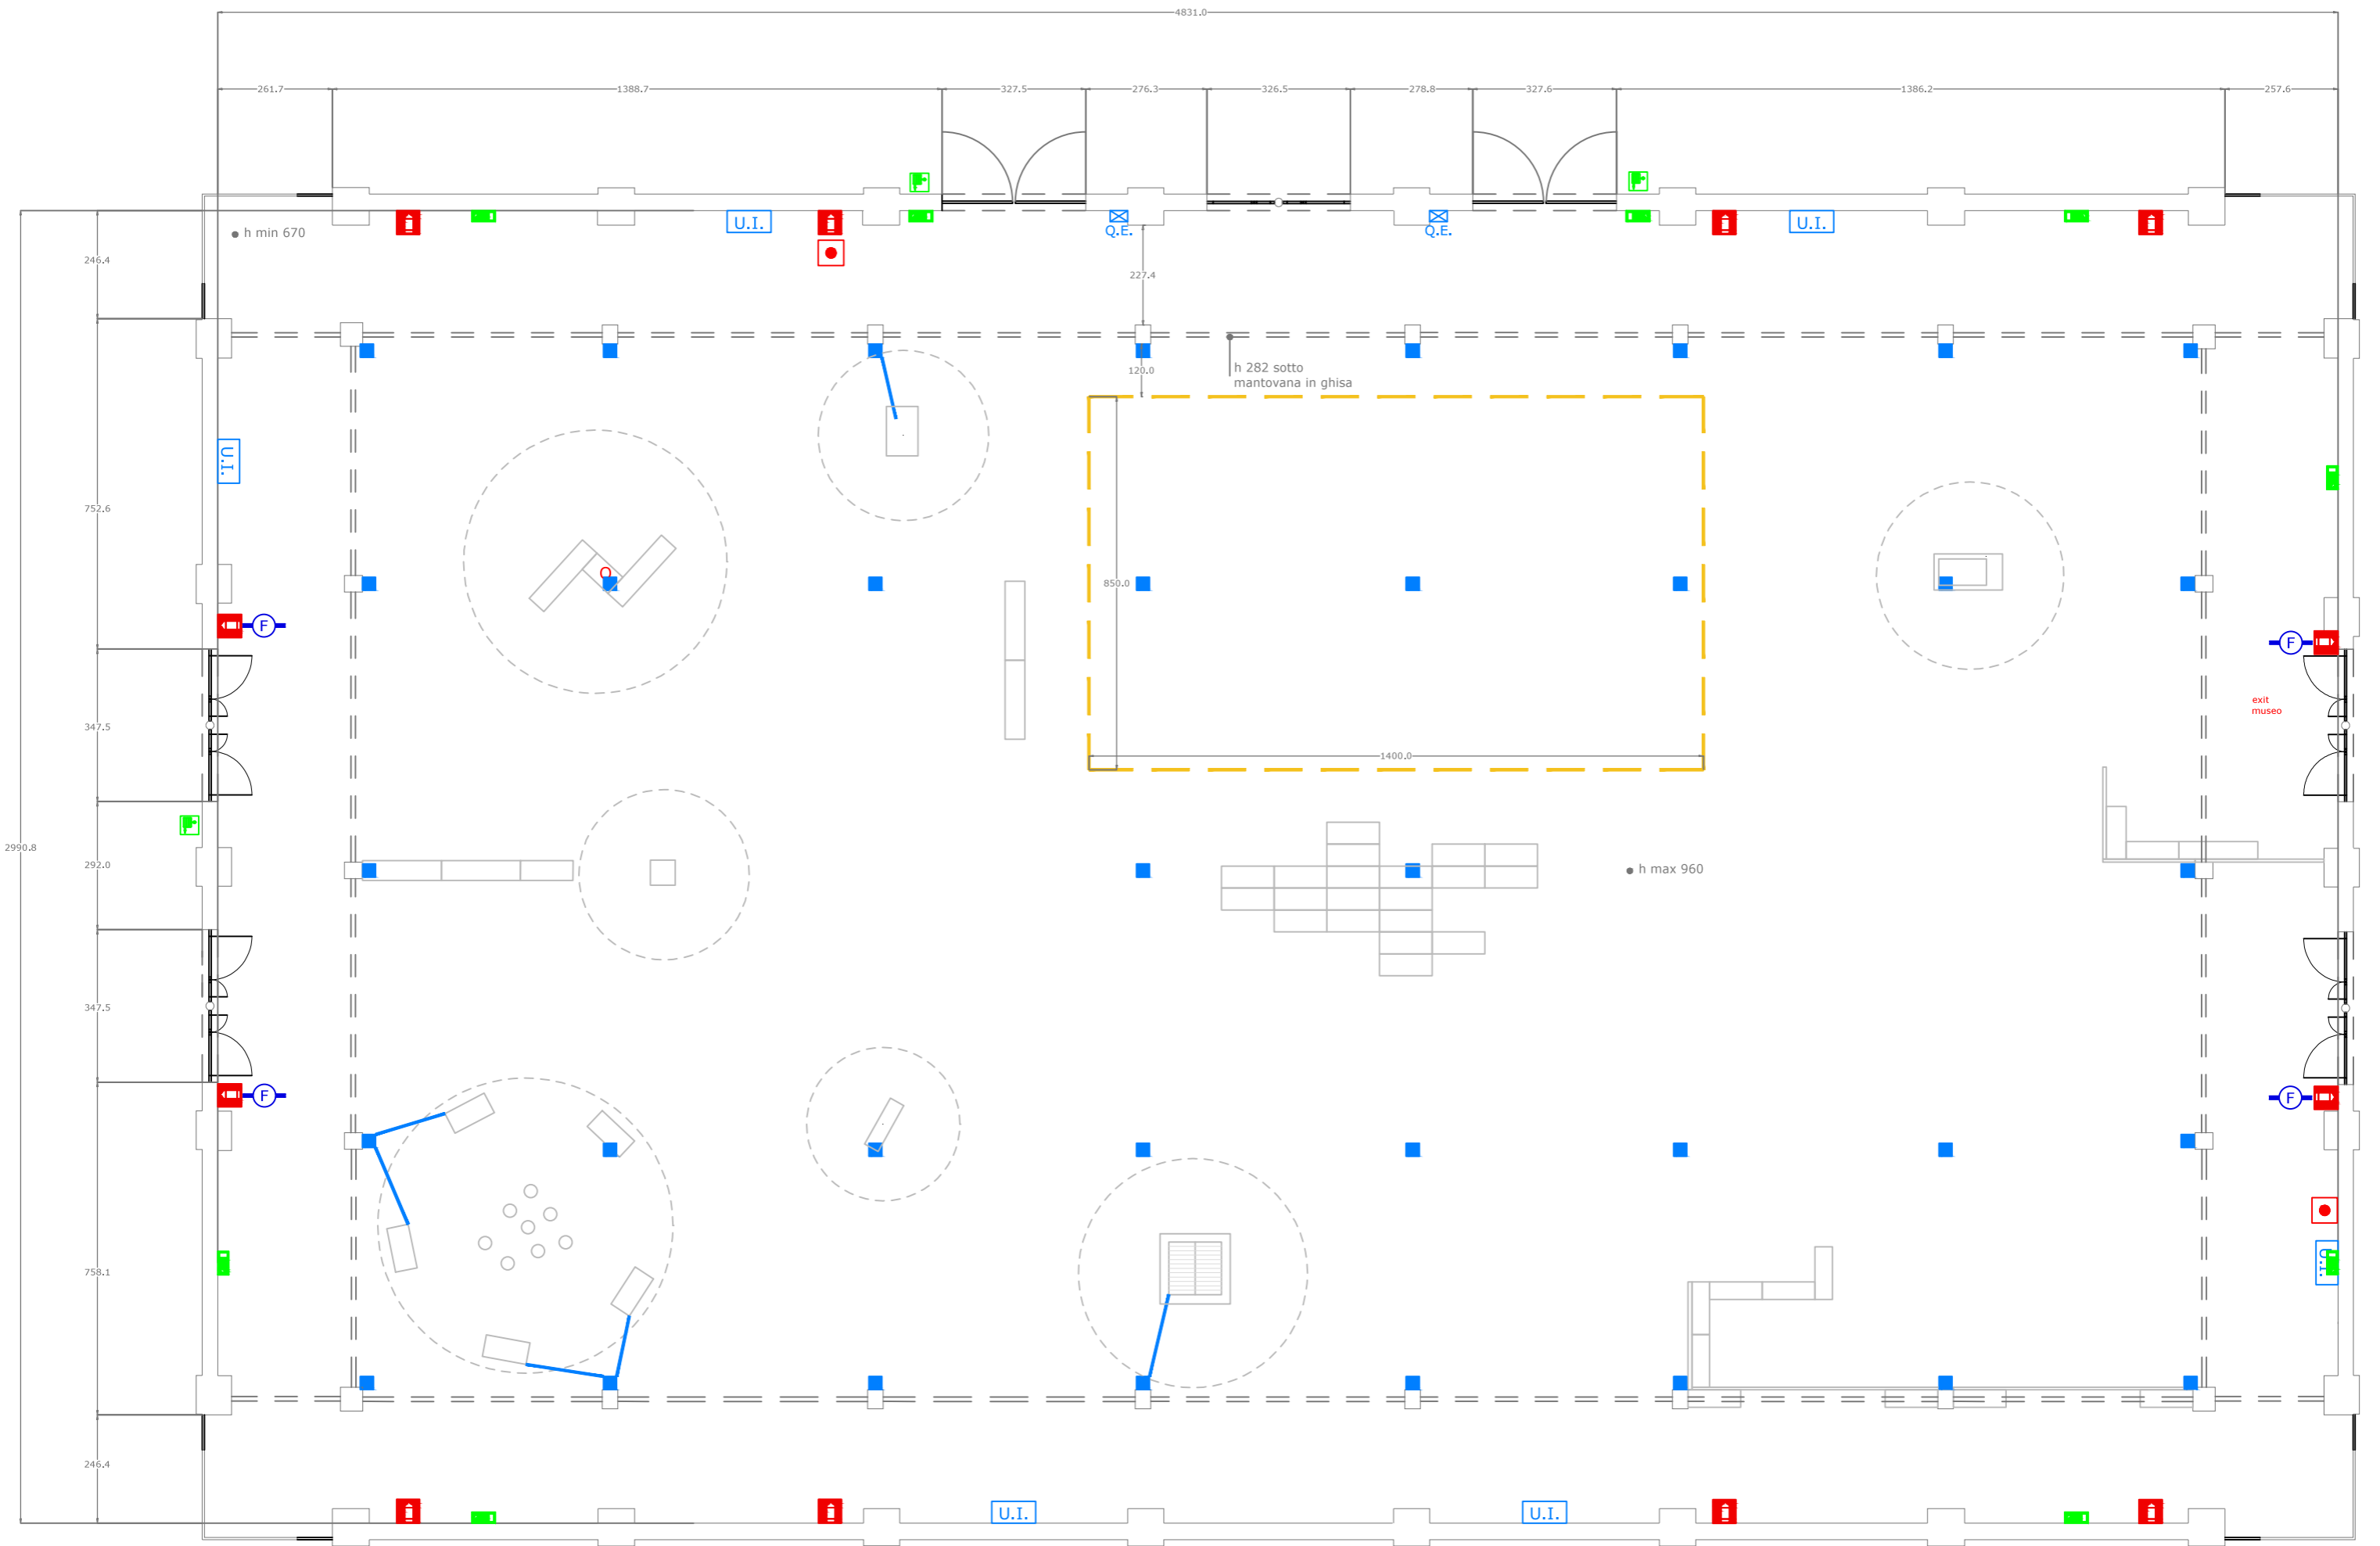 4831.0
261.7
1388.7
327.5
276.3
326.5
278.8
327.6
1386.2
257.6
U.I.
Q.E.
Q.E.
U.I.
h min 670
246.4
227.4
h 282 sotto
mantovana in ghisa
120.0
U.I.
752.6
O
850.0
F
F
exit
museo
347.5
1400.0
2990.8
292.0
h max 960
347.5
F
F
758.1
U.I.
246.4
U.I.
U.I.